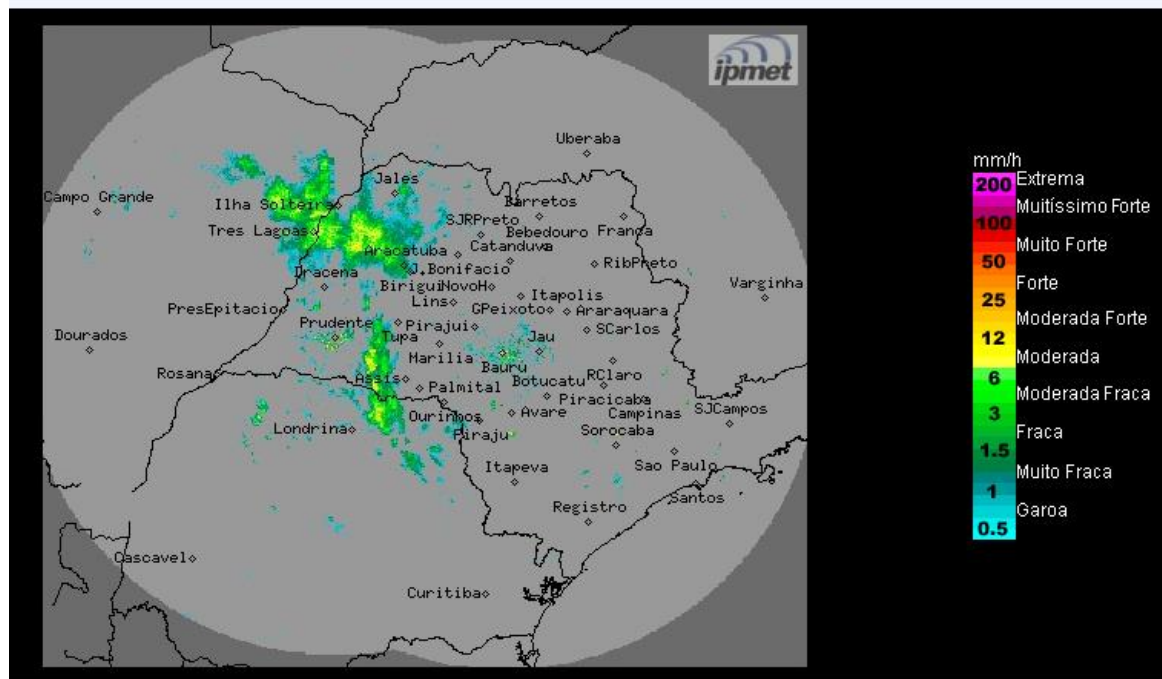 ipmet
Uberaba
Jales
Campo Grande
Ilha Solteira
Barretos
SJRPreto
Tres Lagoas
Bebedouro
Franca
Aracatuba
Catanduva
J.Bonifacio
RibPreto
Dracena
Birigui
NovoH
Varginha
Itapolis
Lins
PresEpitacio
GPeixoto
Araraquara
Prudente
Pirajui
SCarlos
Dourados
Tupa
Jau
Marilia
Bauru
Rosana
Assis
Botucatu
RClaro
Palmital
Piracicaba
SJCampos
Ourinhos
Avare
Campinas
Londrina
Piraju
Sorocaba
Itapeva
Sao Paulo
Santos
Registro
Cascavel
Curitiba
mm/h
Extrema
200
Muitíssimo Forte
100
Muito Forte
50
Forte
25
Moderada Forte
12
Moderada
6
Moderada Fraca
3
Fraca
1.5
Muito Fraca
1
Garoa
0.5